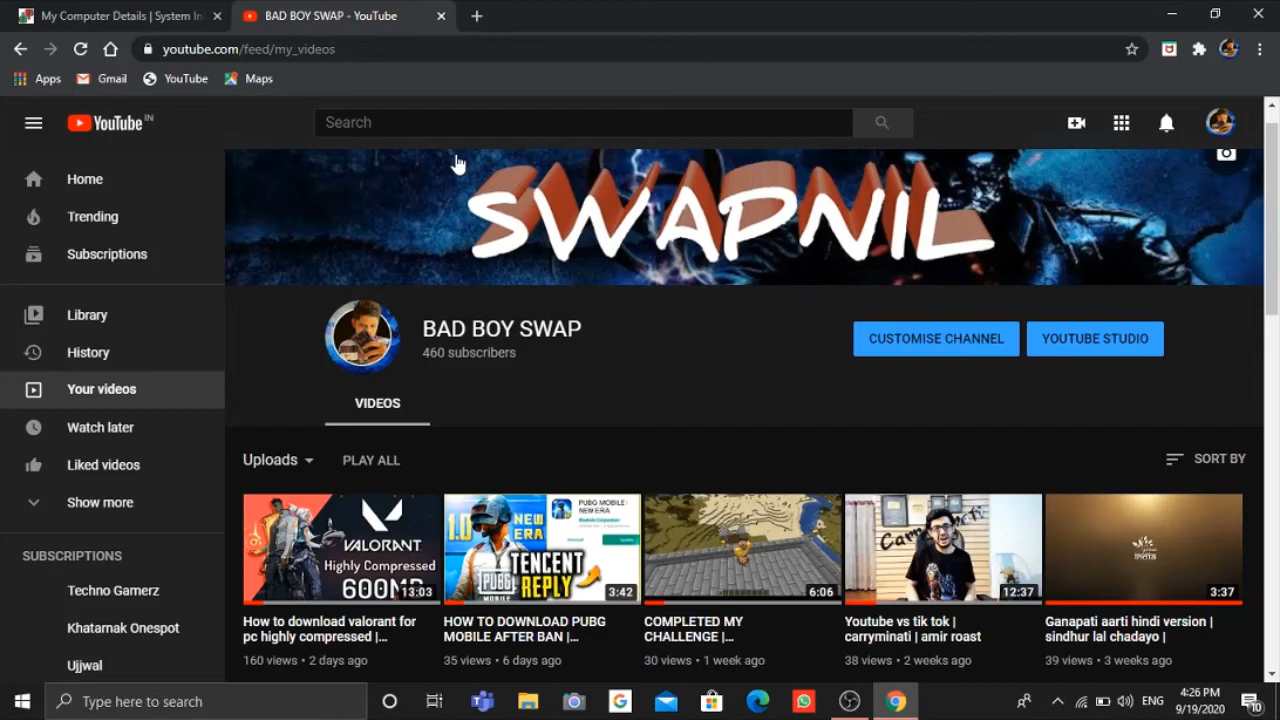 My Computer Details | System In
BAD BOY SWAP - YouTube
youtube.com/feed/my_videos
Apps
Gmail
YouTube
Maps
YouTube IN
Search
Home
Trending
Subscriptions
Library
History
Your videos
Watch later
Liked videos
Show more
SUBSCRIPTIONS
Techno Gamerz
Khatarnak Onespot
Ujjwal
SWAPNIL
BAD BOY SWAP
460 subscribers
CUSTOMISE CHANNEL
YOUTUBE STUDIO
VIDEOS
Uploads
PLAY ALL
SORT BY
VALORANT
Highly Compressed
600MB
13:03
How to download valorant for
pc highly compressed |...
160 views • 2 days ago
1.0
NEW
ERA
PUBG MOBILE
NEW ERA
TENCENT
REPLY
PUBG
MOBILE
3:42
HOW TO DOWNLOAD PUBG
MOBILE AFTER BAN |...
35 views • 6 days ago
6:06
COMPLETED MY
CHALLENGE |...
30 views • 1 week ago
12:37
Youtube vs tik tok |
carryminati | amir roast
38 views • 2 weeks ago
3:37
Ganapati aarti hindi version |
sindhur lal chadayo |
39 views • 3 weeks ago
Type here to search
ENG
4:26 PM
9/19/2020
10